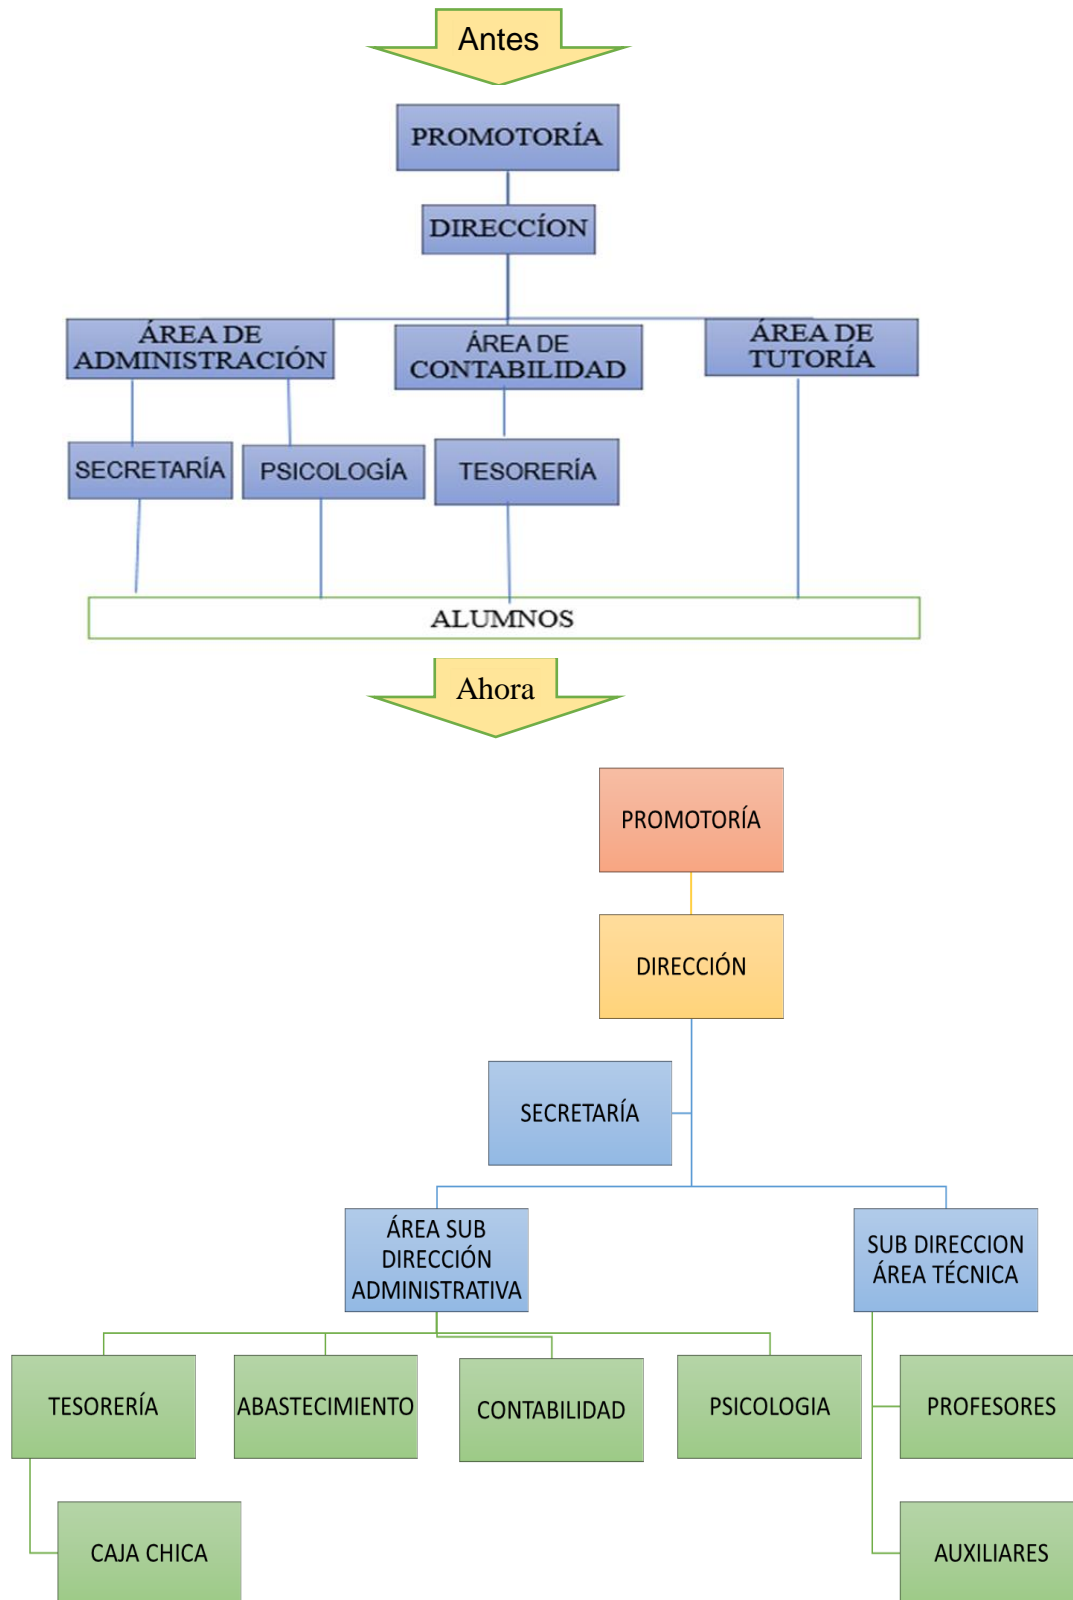 Antes
PROMOTORÍA
DIRECCÍON
ÁREA DE
ADMINISTRACIÓN
ÁREA DE
CONTABILIDAD
ÁREA DE
TUTORÍA
SECRETARÍA
PSICOLOGÍA
TESORERÍA
ALUMNOS
Ahora
PROMOTORÍA
DIRECCIÓN
SECRETARÍA
ÁREA SUB
DIRECCIÓN
ADMINISTRATIVA
SUB DIRECCION
ÁREA TÉCNICA
TESORERÍA
ABASTECIMIENTO
CONTABILIDAD
PSICOLOGIA
PROFESORES
CAJA CHICA
AUXILIARES